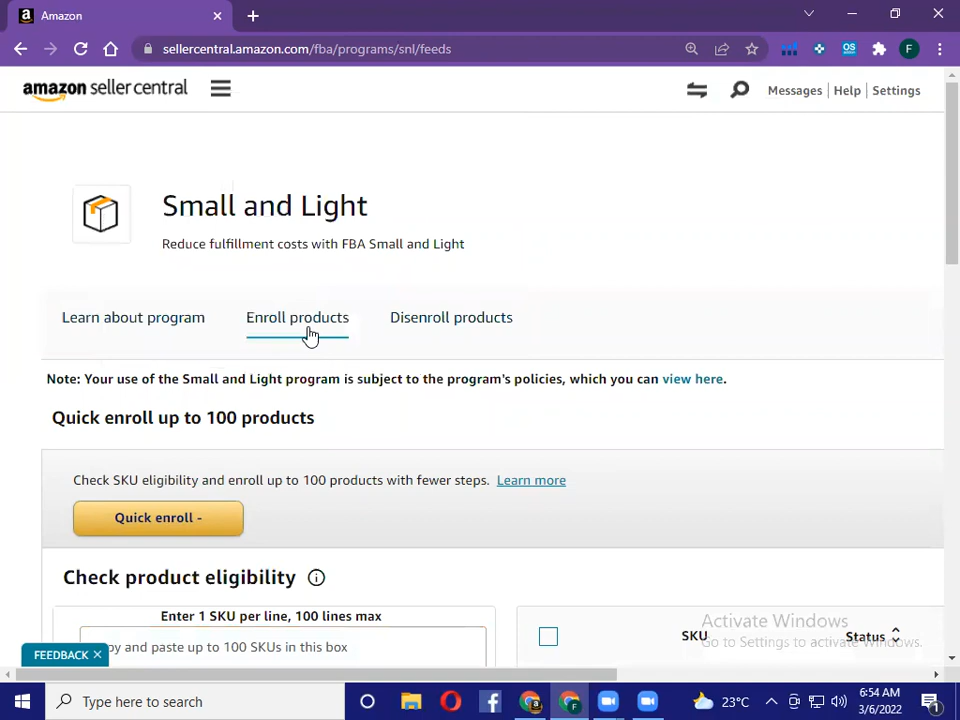 Amazon
sellercentral.amazon.com/fba/programs/snl/feeds
OS
F
amazon seller central
Messages | Help | Settings
Small and Light
Reduce fulfillment costs with FBA Small and Light
Learn about program Enroll products Disenroll products
Note: Your use of the Small and Light program is subject to the program's policies, which you can view here.
Quick enroll up to 100 products
Check SKU eligibility and enroll up to 100 products with fewer steps. Learn more
Quick enroll -
Check product eligibility
Enter 1 SKU per line, 100 lines max
py and paste up to 100 SKUs in this box
SKU Status
Activate Windows
Go to Settings to activate Windows.
FEEDBACK
Type here to search
23°C
6:54 AM
3/6/2022
1